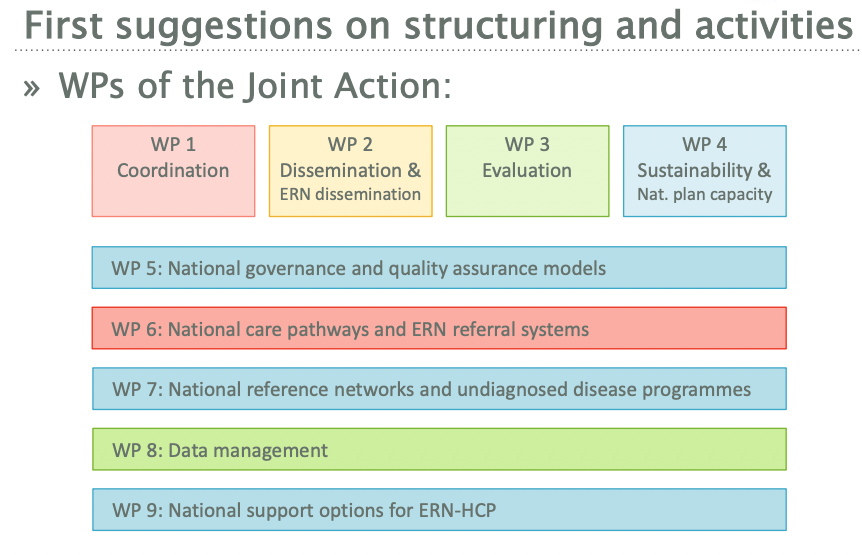 First suggestions on structuring and activities
» WPs of the Joint Action:
WP 1
Coordination
WP 2
Dissemination &
ERN dissemination
WP 3
Evaluation
WP 4
Sustainability &
Nat. plan capacity
WP 5: National governance and quality assurance models
WP 6: National care pathways and ERN referral systems
WP 7: National reference networks and undiagnosed disease programmes
WP 8: Data management
WP 9: National support options for ERN-HCP